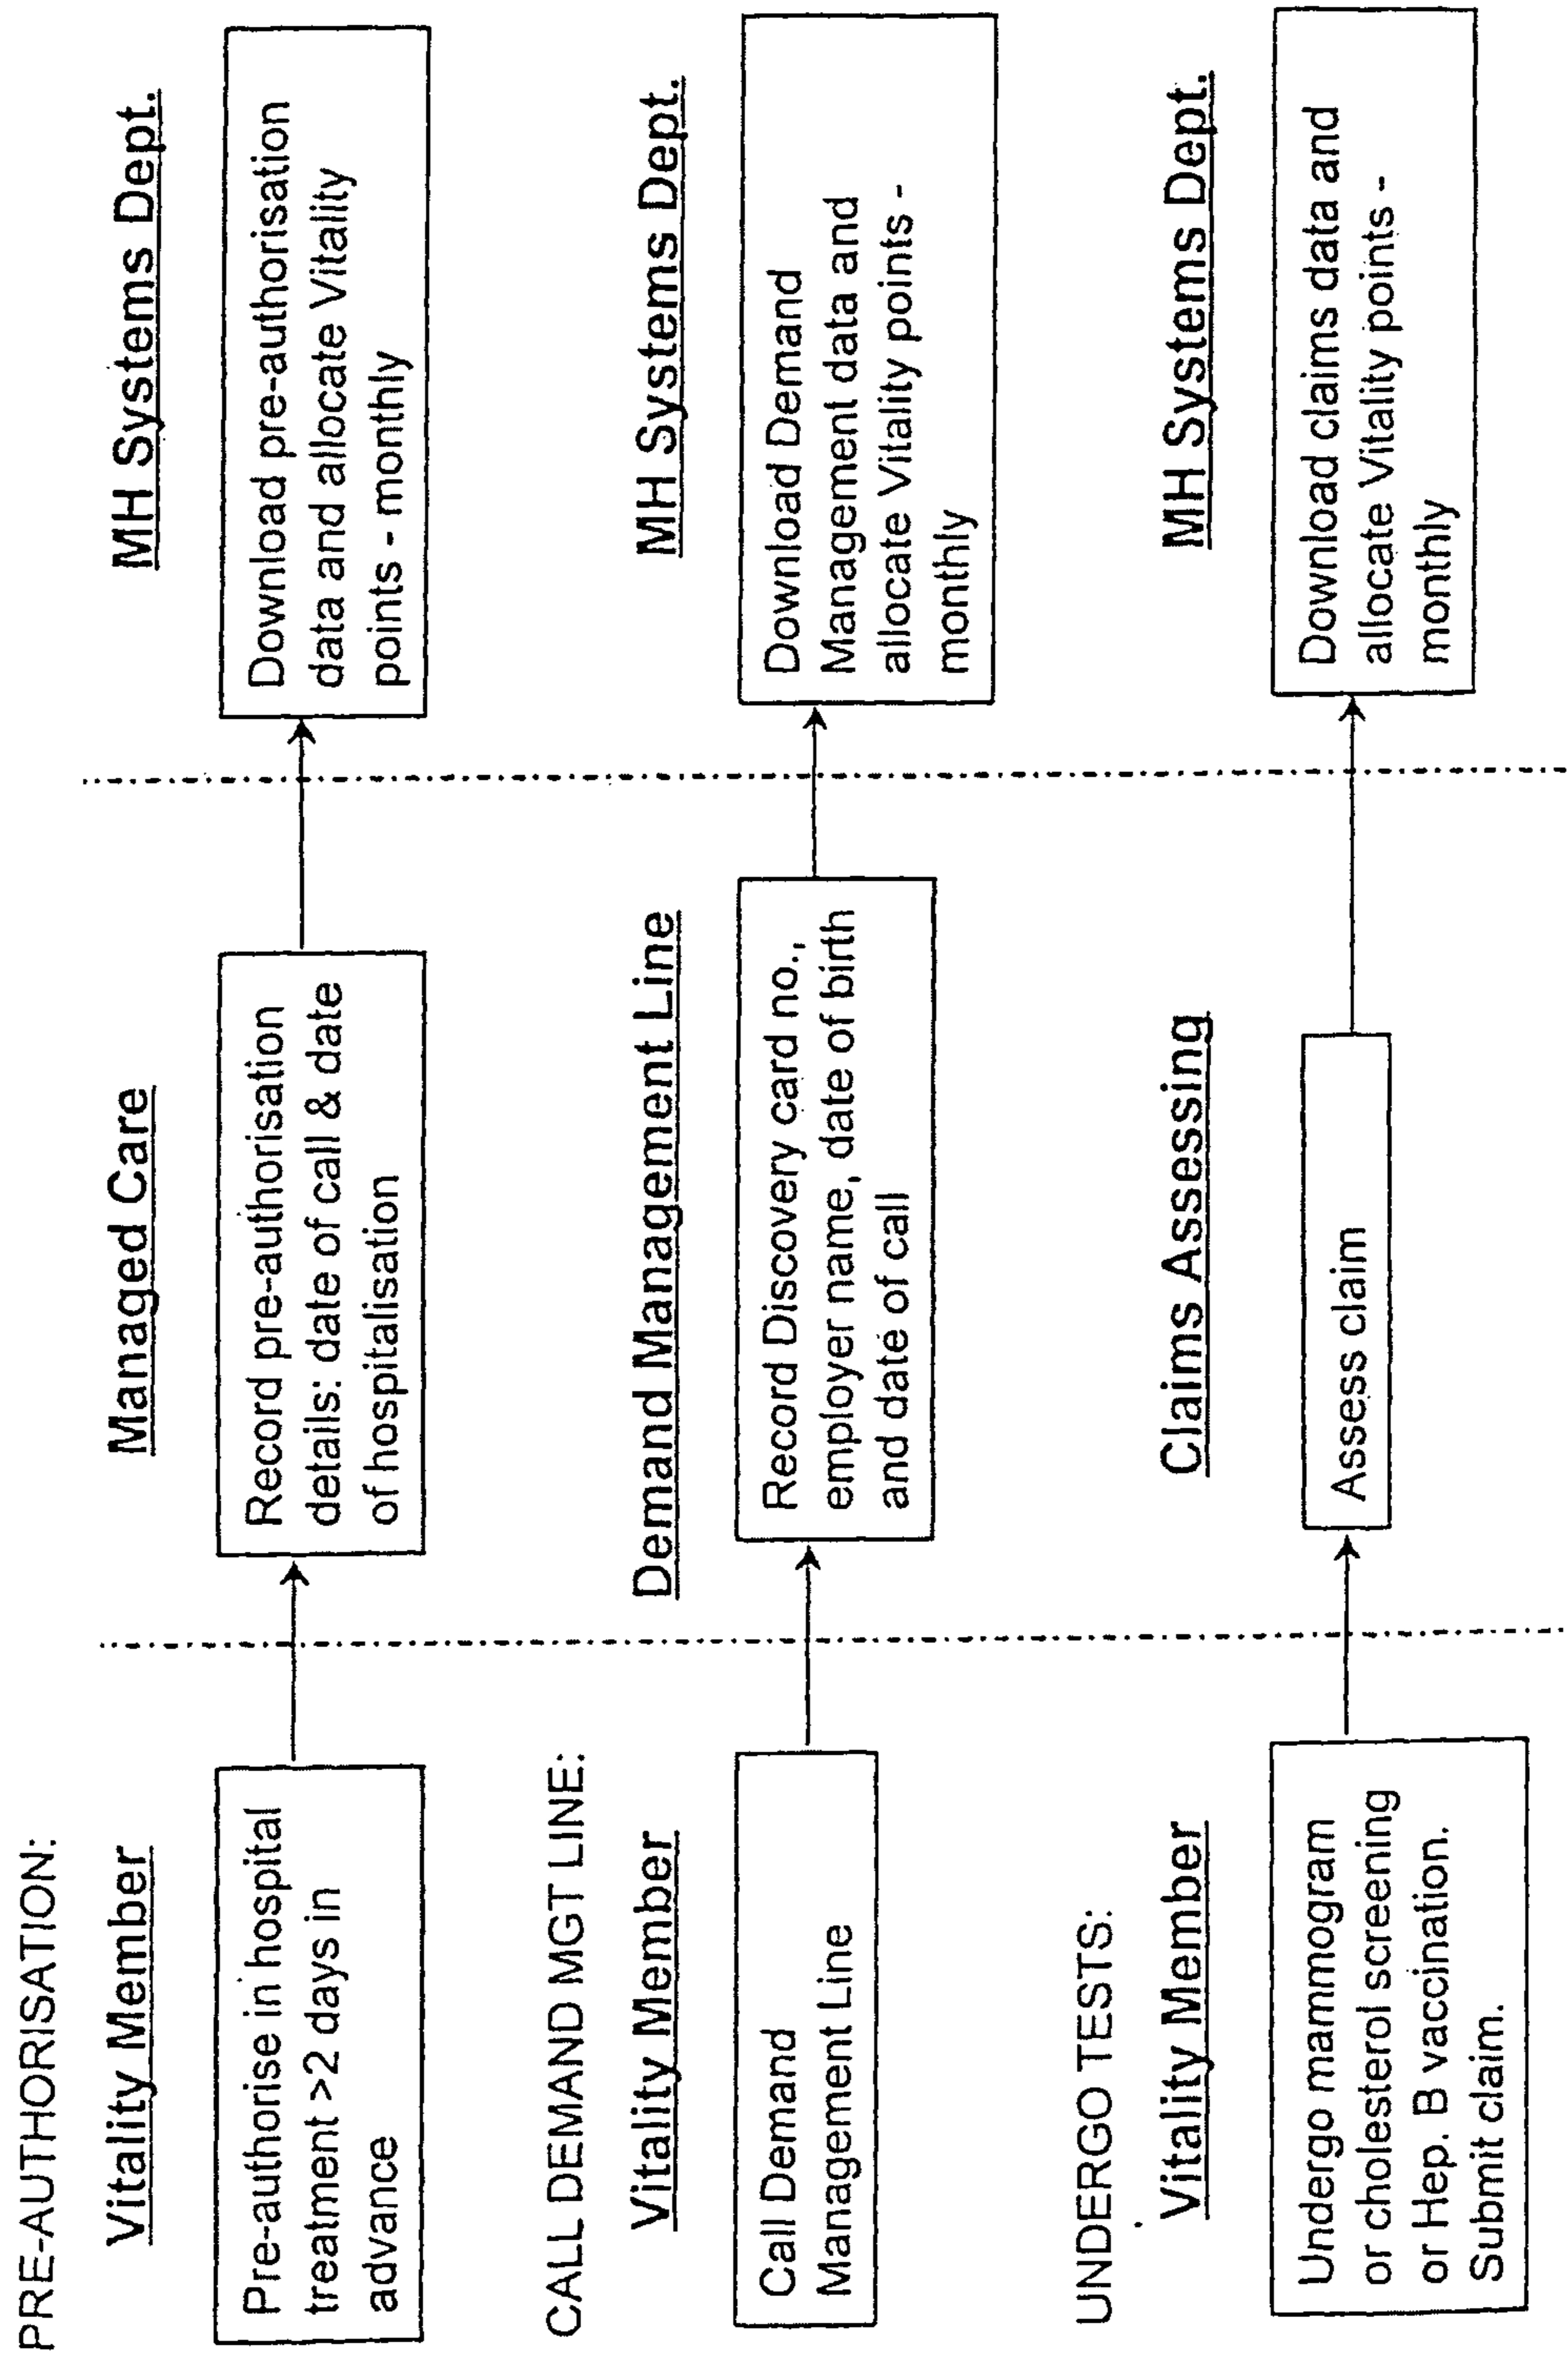 PRE-AUTHORISATION:
Vitality Member
Pre-authorise in hospital
treatment >2 days in
advance
Managed Care
Record pre-authorisation
details: date of call & date
of hospitalisation
MH Systems Dept.
Download pre-authorisation
data and allocate Vitality
points - monthly
CALL DEMAND MGT LINE:
Vitality Member
Call Demand
Management Line
Demand Management Line
Record Discovery card no.,
employer name, date of birth
and date of call
MH Systems Dept.
Download Demand
Management data and
allocate Vitality points -
monthly
UNDERGO TESTS:
Vitality Member
Undergo mammogram
or cholesterol screening
or Hep. B vaccination.
Submit claim.
Claims Assessing
Assess claim
MH Systems Dept.
Download claims data and
allocate Vitality points -
monthly